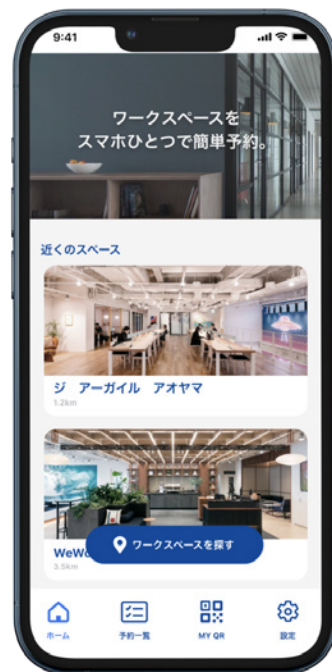 9:41
ワークスペースを
スマホひとつで簡単予約。
近くのスペース
ジ　アーガイル　アオヤマ
1.2km
ワークスペースを探す
3.5km
ホーム
予約一覧
MY QR
設定